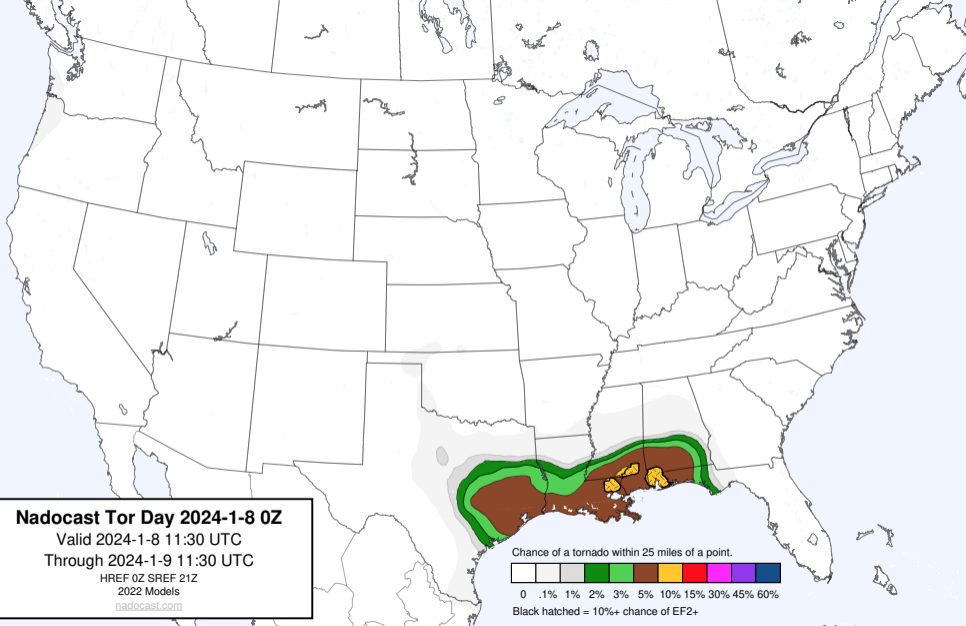 Nadocast Tor Day 2024-1-8 0Z
Valid 2024-1-8 11:30 UTC
Through 2024-1-9 11:30 UTC
HREF 0Z SREF 21Z
2022 Models
nadocast.com
Chance of a tornado within 25 miles of a point.
0 .1% 1% 2% 3% 5% 10% 15% 30% 45% 60%
Black hatched = 10%+ chance of EF2+